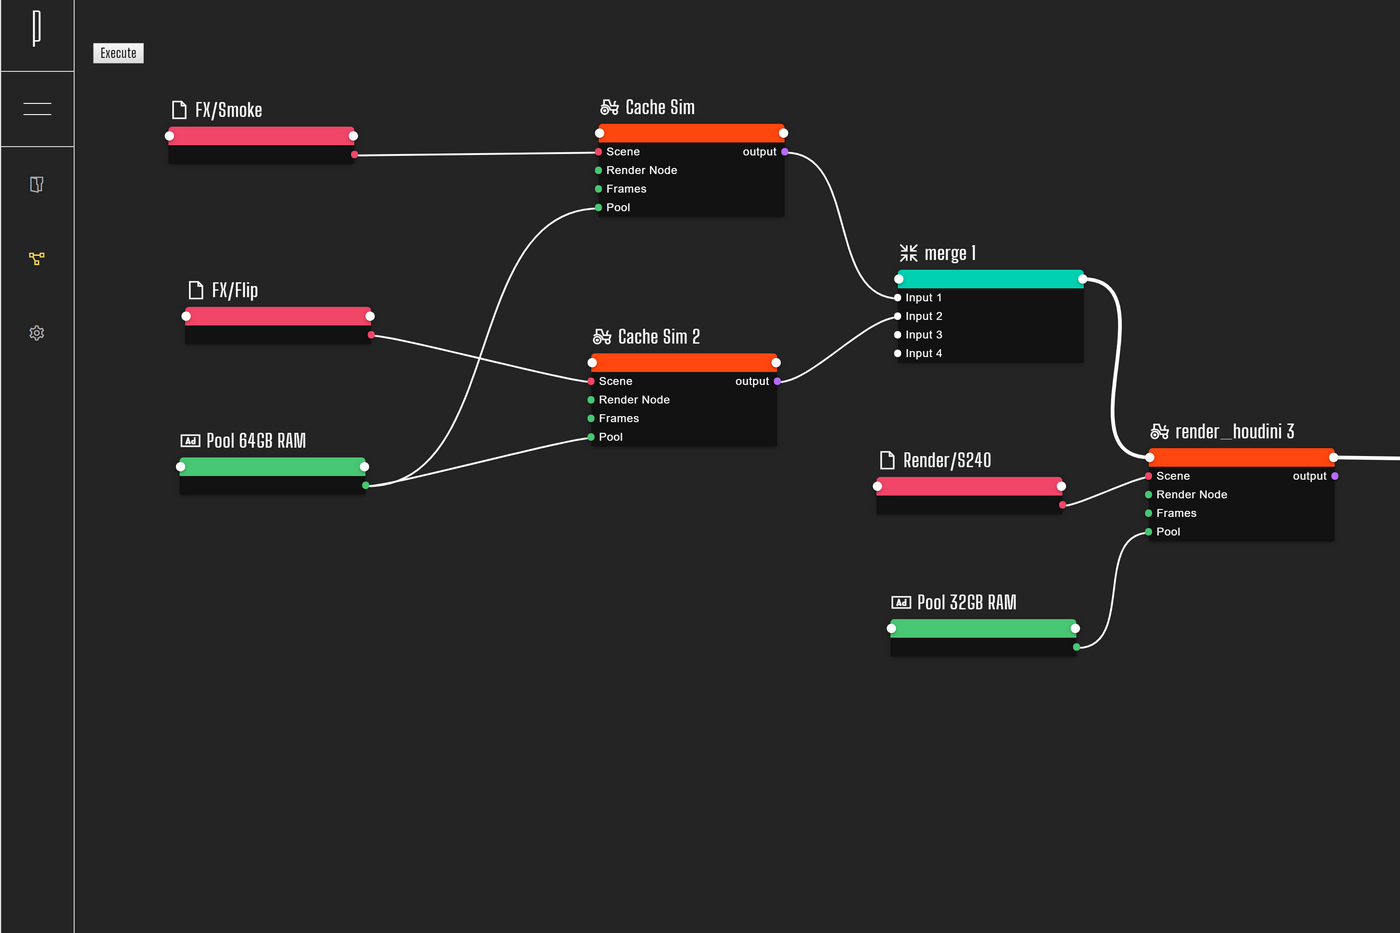 Execute
FX/Smoke
Cache Sim
Scene output
Render Node
Frames
Pool
merge 1
Input 1
Input 2
Input 3
Input 4
FX/Flip
Cache Sim 2
Scene output
Render Node
Frames
Pool
Ad Pool 64GB RAM
render_houdini 3
Scene output
Render Node
Frames
Pool
Render/S240
Ad Pool 32GB RAM